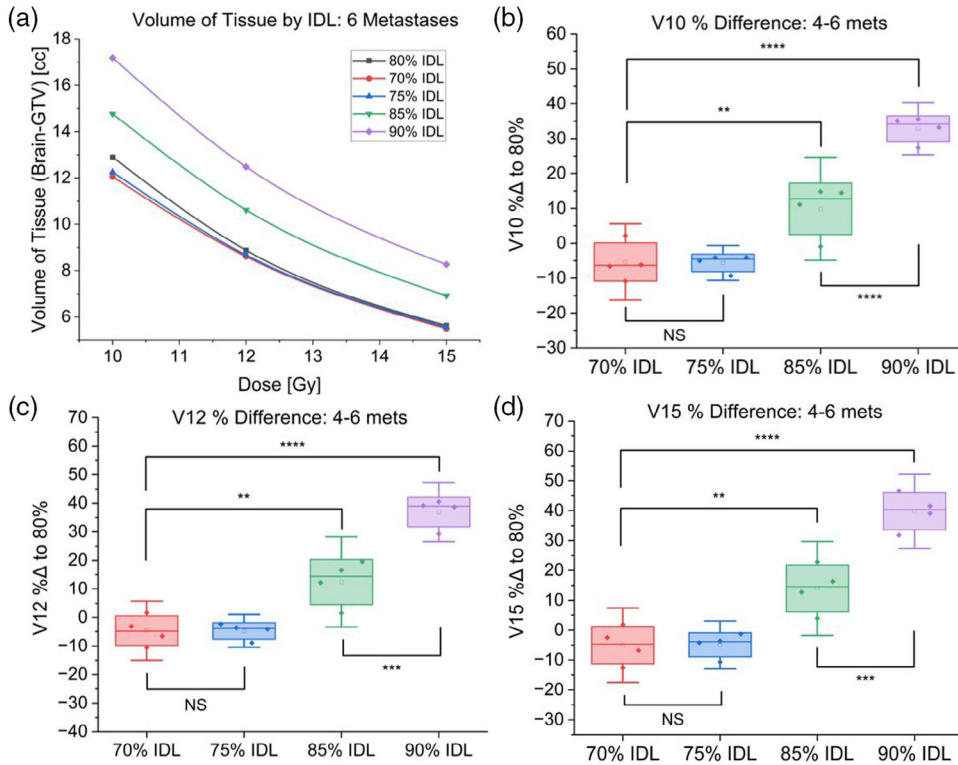 (a)
Volume of Tissue by IDL: 6 Metastases
Volume of Tissue (Brain-GTV) [cc]
18
16
14
12
10
8
6
80% IDL
70% IDL
75% IDL
85% IDL
90% IDL
10 11 12 13 14 15
Dose [Gy]
(b)
V10 % Difference: 4-6 mets
V10 %Δ to 80%
60
50
40
30
20
10
0
−10
−20
−30
****
**
****
NS
70% IDL 75% IDL 85% IDL 90% IDL
(c)
V12 % Difference: 4-6 mets
V12 %Δ to 80%
70
60
50
40
30
20
10
0
−10
−20
−30
−40
****
**
***
NS
70% IDL 75% IDL 85% IDL 90% IDL
(d)
V15 % Difference: 4-6 mets
V15 %Δ to 80%
70
60
50
40
30
20
10
0
−10
−20
−30
****
**
***
NS
70% IDL 75% IDL 85% IDL 90% IDL